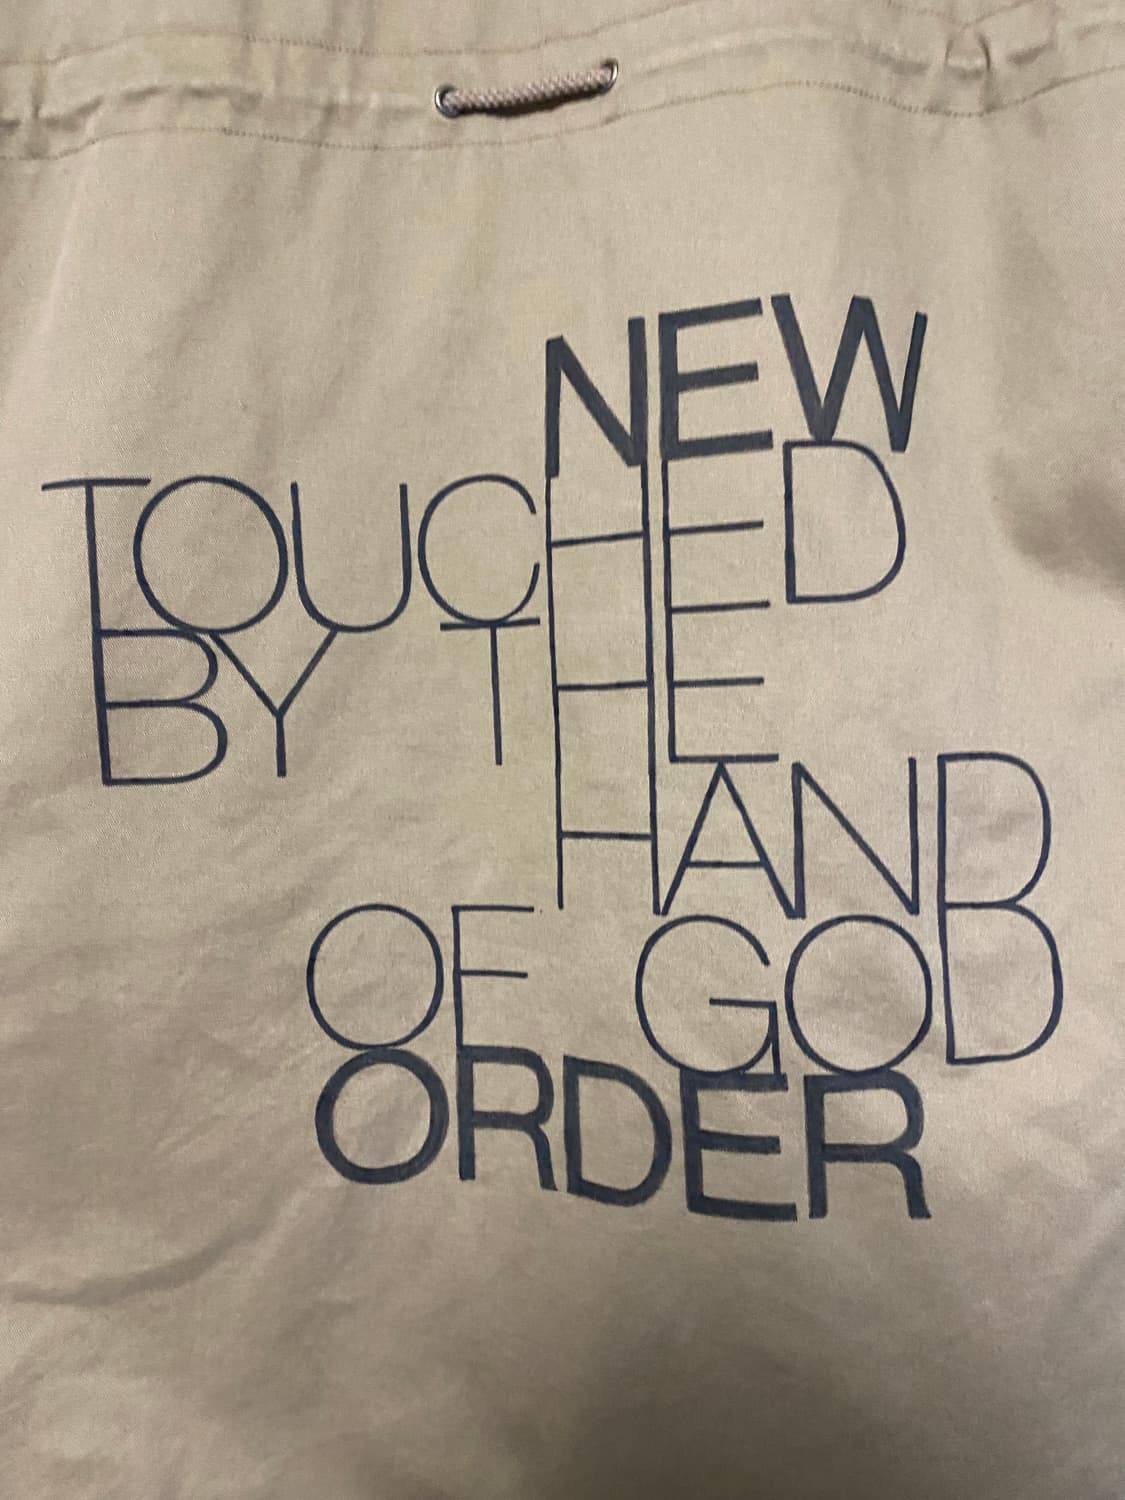 NEW
TOUCHED
BY THE
HAND
OF GOD
ORDER